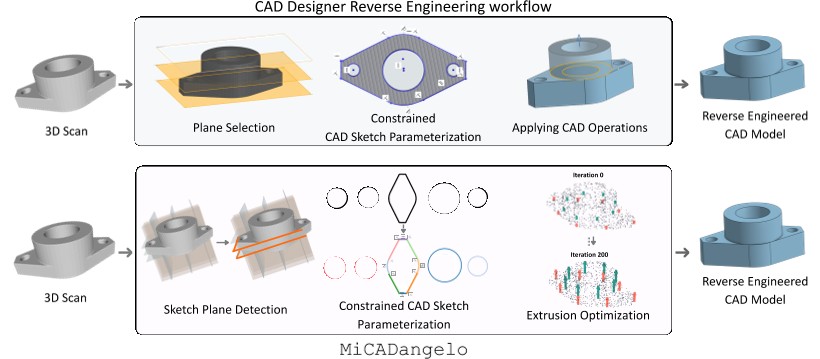 CAD Designer Reverse Engineering workflow
3D Scan
Plane Selection
Constrained
CAD Sketch Parameterization
Applying CAD Operations
Reverse Engineered
CAD Model
3D Scan
Sketch Plane Detection
Constrained CAD Sketch
Parameterization
Iteration 0
Iteration 200
Extrusion Optimization
Reverse Engineered
CAD Model
MiCADangelo